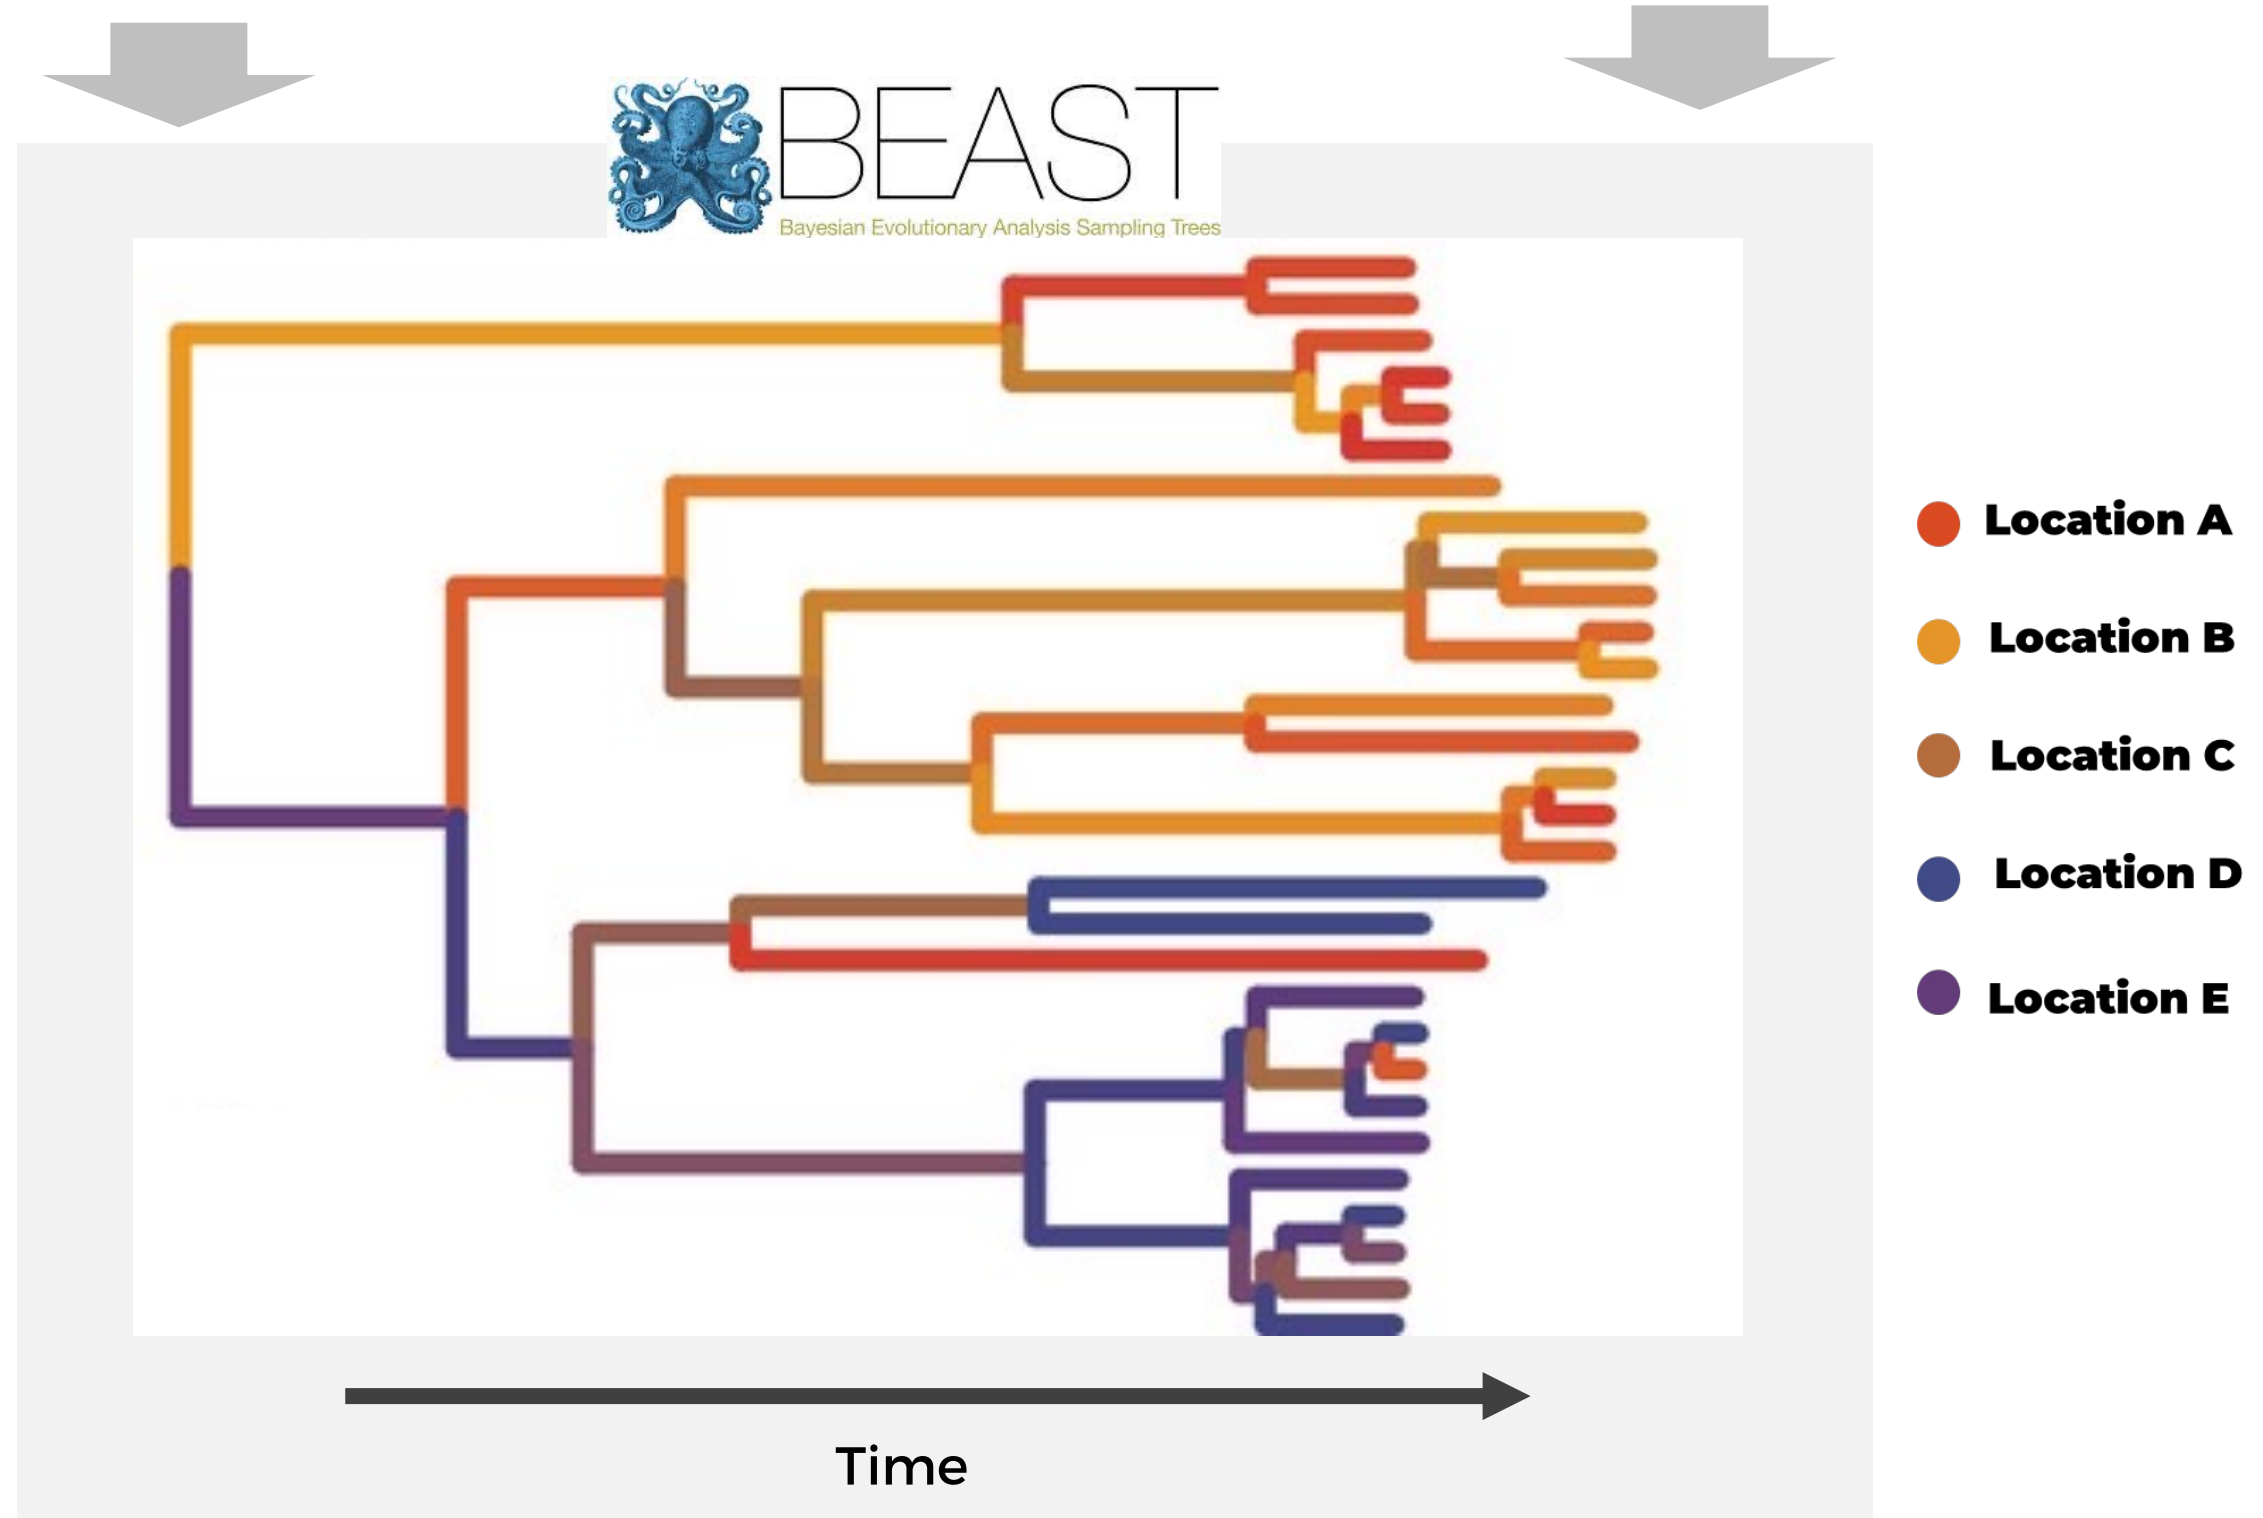 BEAST
Bayesian Evolutionary Analysis Sampling Trees
Location A
Location B
Location C
Location D
Location E
Time